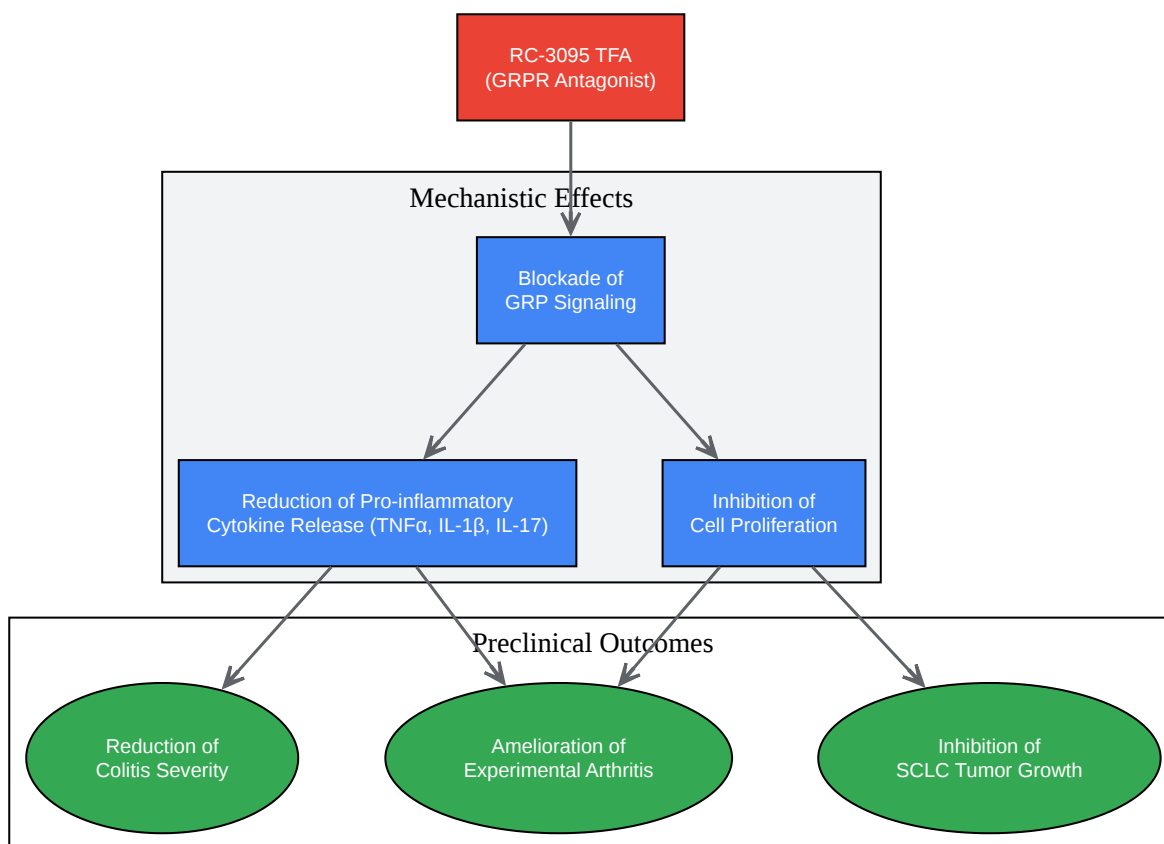 RC-3095 TFA
(GRPR Antagonist)
Mechanistic Effects
Blockade of
GRP Signaling
Reduction of Pro-inflammatory
Cytokine Release (TNFα, IL-1β, IL-17)
Inhibition of
Cell Proliferation
Preclinical Outcomes
Reduction of
Colitis Severity
Amelioration of
Experimental Arthritis
Inhibition of
SCLC Tumor Growth